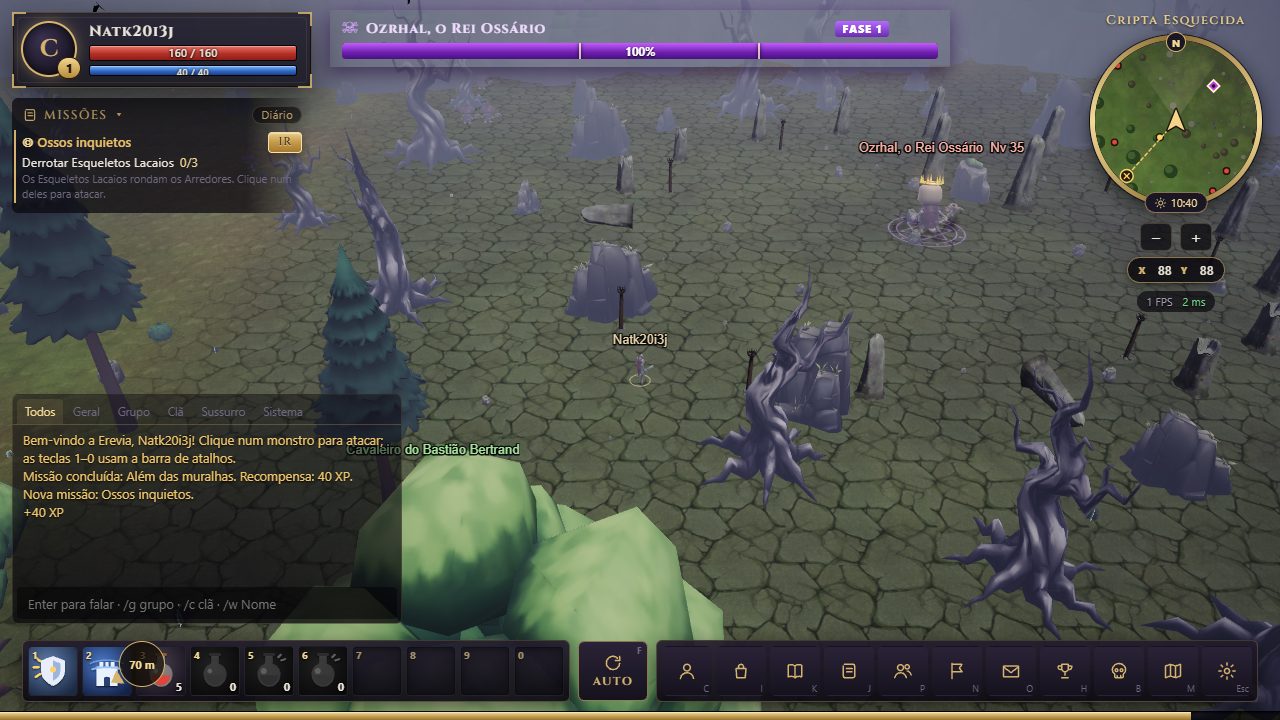 C
1
Natk20i3j
160 / 160
40 / 40
Ozrhal, o Rei Ossário
FASE 1
100%
Cripta Esquecida
N
10:40
− +
X 88 Y 88
1 FPS 2 ms
MISSÕES
Diário
Ossos inquietos
IR
Derrotar Esqueletos Lacaios 0/3
Os Esqueletos Lacaios rondam os Arredores. Clique num
deles para atacar.
Ozrhal, o Rei Ossário Nv 35
Natk20i3j
Cavaleiro do Bastião Bertrand
Todos Geral Grupo Clã Sussurro Sistema
Bem-vindo a Erevia, Natk20i3j! Clique num monstro para atacar;
as teclas 1–0 usam a barra de atalhos.
Missão concluída: Além das muralhas. Recompensa: 40 XP.
Nova missão: Ossos inquietos.
+40 XP
Enter para falar · /g grupo · /c clã · /w Nome
1 2 3 4 5 6 7 8 9 0
70 m
5 0 0 0
F
AUTO
C I K J P N O H B M Esc